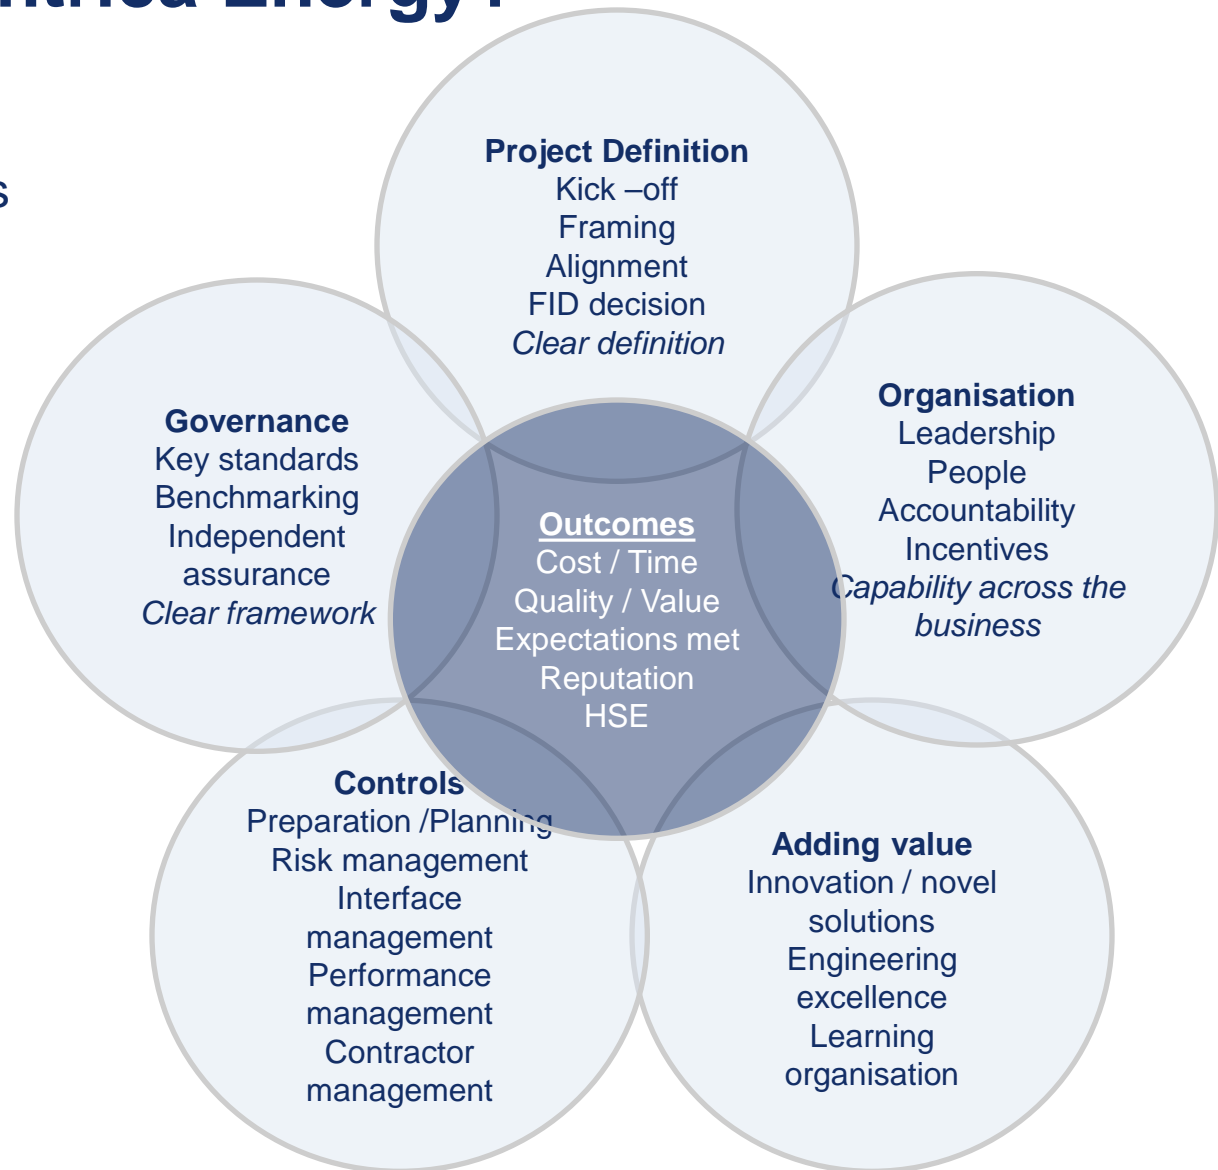 ntrica Energy?
s
Project Definition
Kick –off
Framing
Alignment
FID decision
Clear definition
Governance
Key standards
Benchmarking
Independent
assurance
Clear framework
Organisation
Leadership
People
Accountability
Incentives
Capability across the
business
Outcomes
Cost / Time
Quality / Value
Expectations met
Reputation
HSE
Controls
Preparation /Planning
Risk management
Interface
management
Performance
management
Contractor
management
Adding value
Innovation / novel
solutions
Engineering
excellence
Learning
organisation